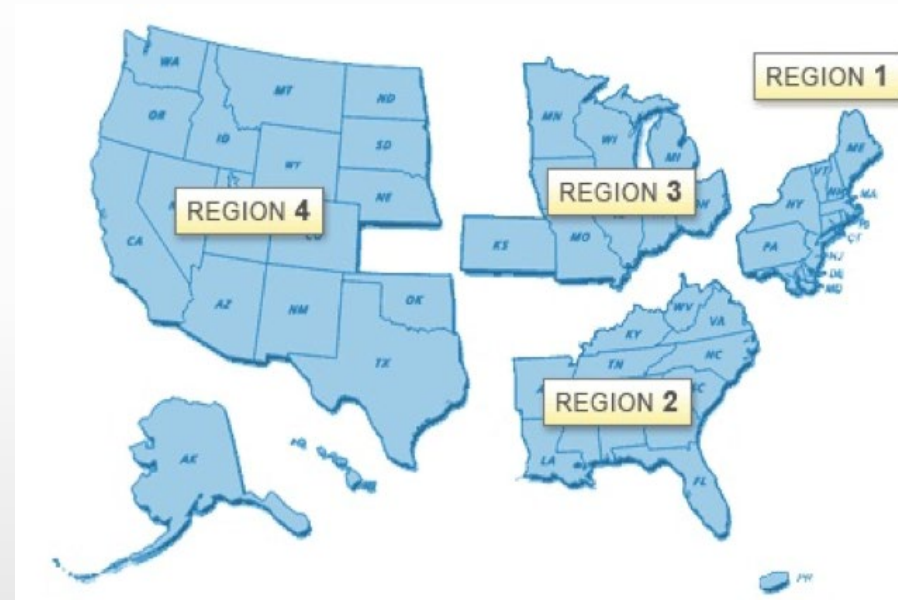 REGION 1
WA
MT
ND
MN
OR
ID
SD
WI
MI
ME
WY
VT
NH
MA
NE
NY
REGION 4
REGION 3
RI
CT
CA
KS
MO
PA
NJ
DE
MD
AZ
NM
OK
WV
VA
KY
NC
TX
TN
REGION 2
AK
LA
FL
PR